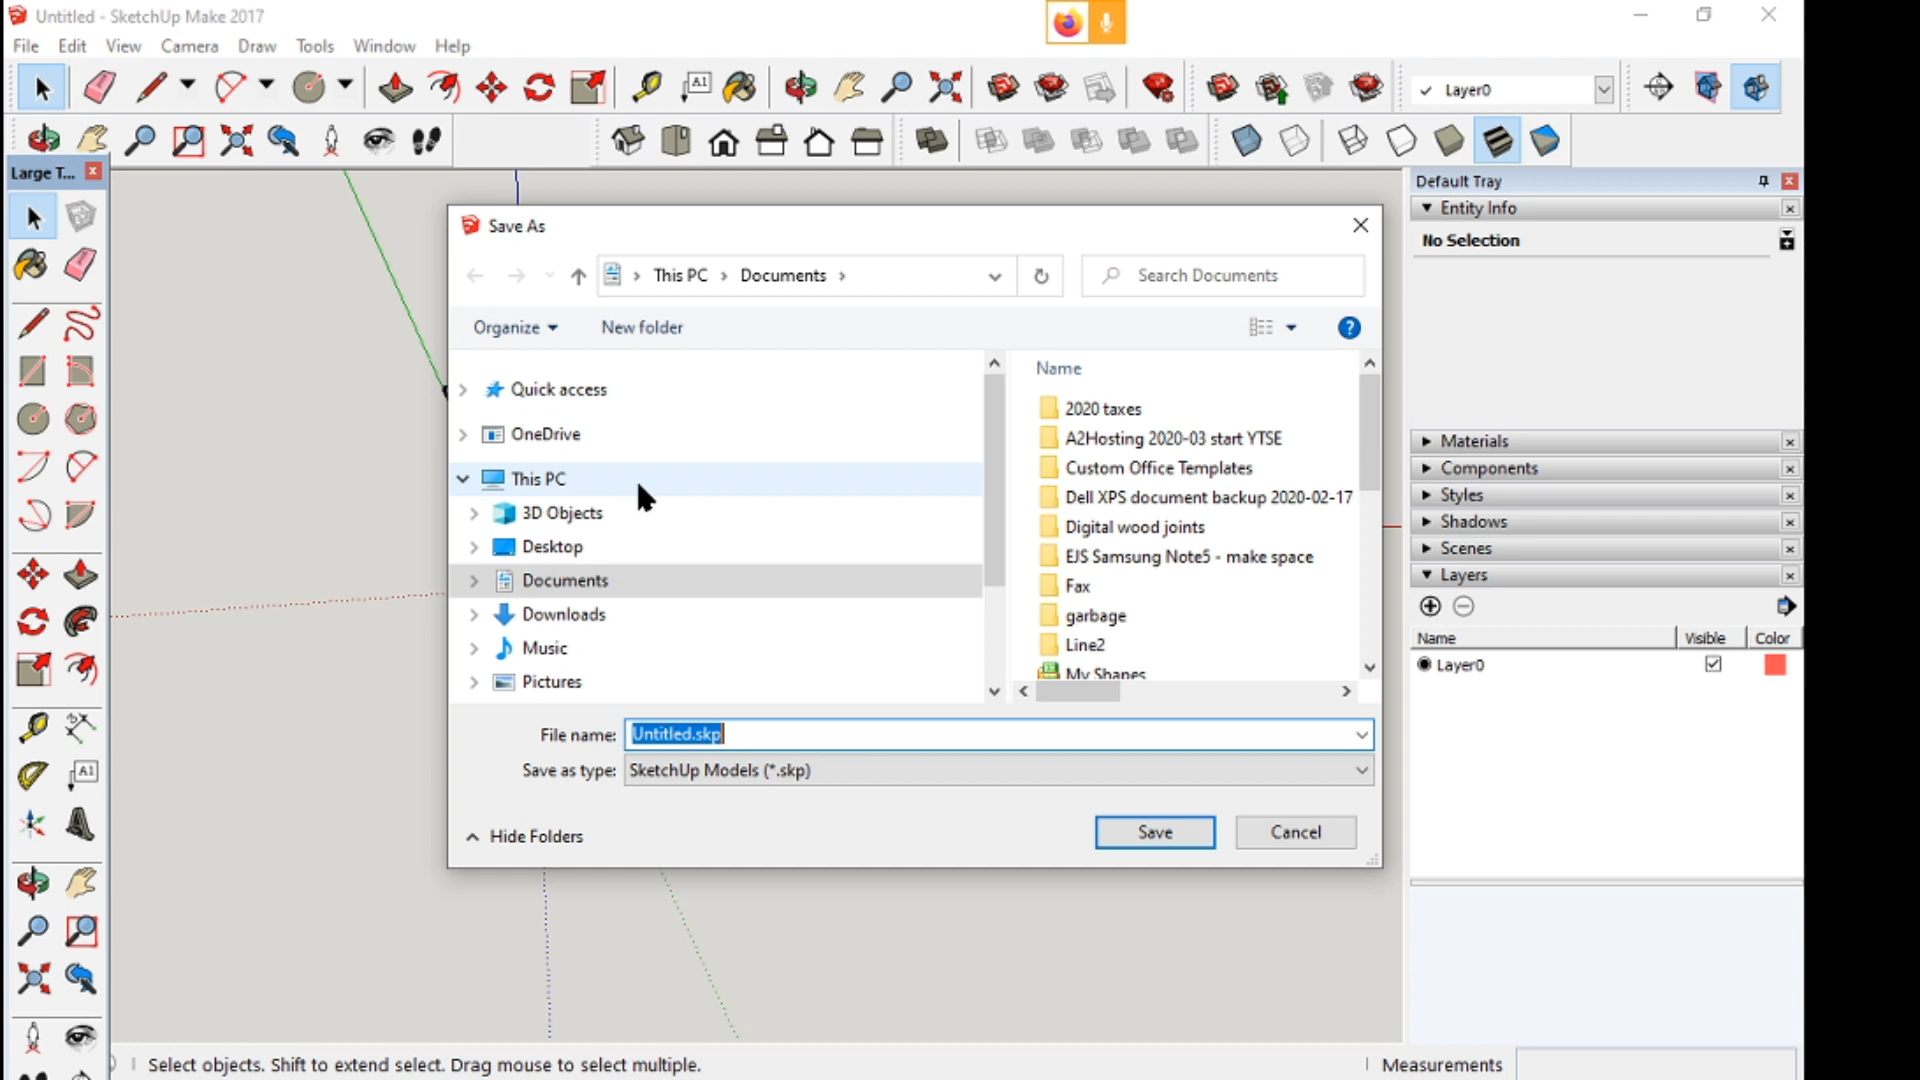 Untitled - SketchUp Make 2017
File Edit View Camera Draw Tools Window Help
A1
Layer0
Large T...
Default Tray
Entity Info
No Selection
Save As
This PC Documents
Search Documents
Organize New folder
Quick access
OneDrive
This PC
3D Objects
Desktop
Documents
Downloads
Music
Pictures
Name
2020 taxes
A2Hosting 2020-03 start YTSE
Custom Office Templates
Dell XPS document backup 2020-02-17
Digital wood joints
EJS Samsung Note5 - make space
Fax
garbage
Line2
My Shapes
File name: Untitled.skp
Save as type: SketchUp Models (*.skp)
Hide Folders
Save Cancel
Materials
Components
Styles
Shadows
Scenes
Layers
Name Visible Color
Layer0
A1
Select objects. Shift to extend select. Drag mouse to select multiple.
Measurements